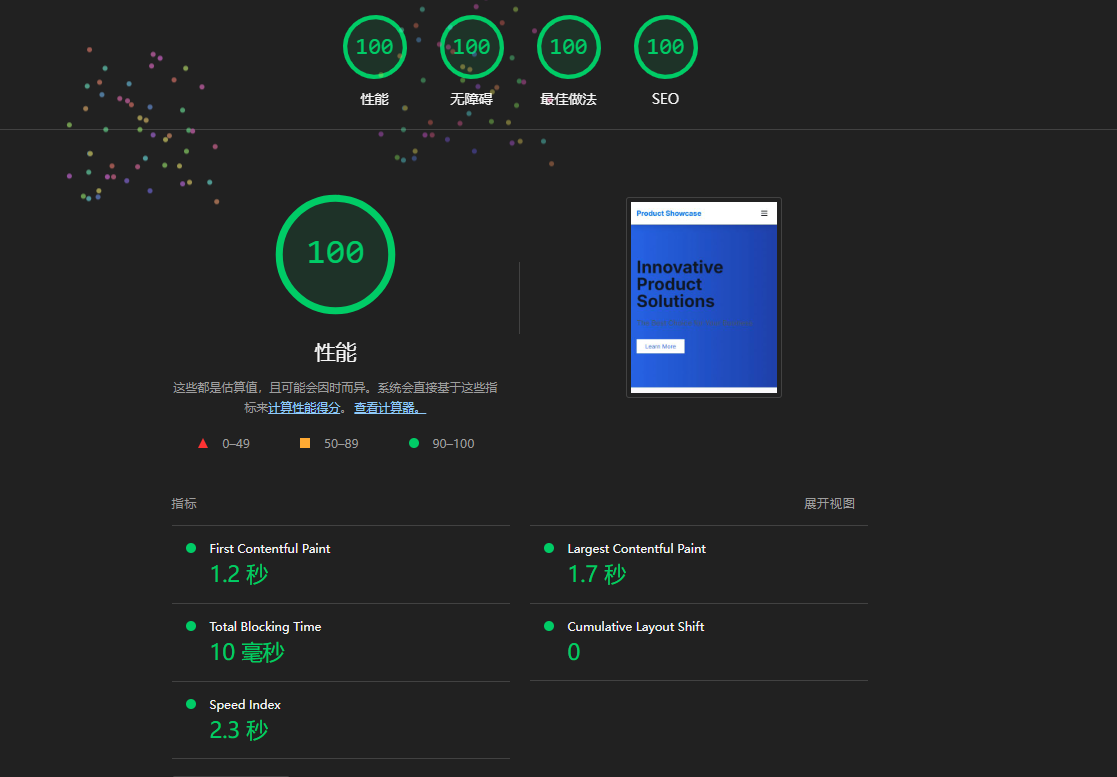 100 100 100 100
性能 无障碍 最佳做法 SEO
Product Showcase
100
Innovative
Product
Solutions
Learn More
性能
这些都是估算值，且可能会因时而异。系统会直接基于这些指
标来计算性能得分。查看计算器。
0–49 50–89 90–100
指标 展开视图
First Contentful Paint Largest Contentful Paint
1.2 秒 1.7 秒
Total Blocking Time Cumulative Layout Shift
10 毫秒 0
Speed Index
2.3 秒